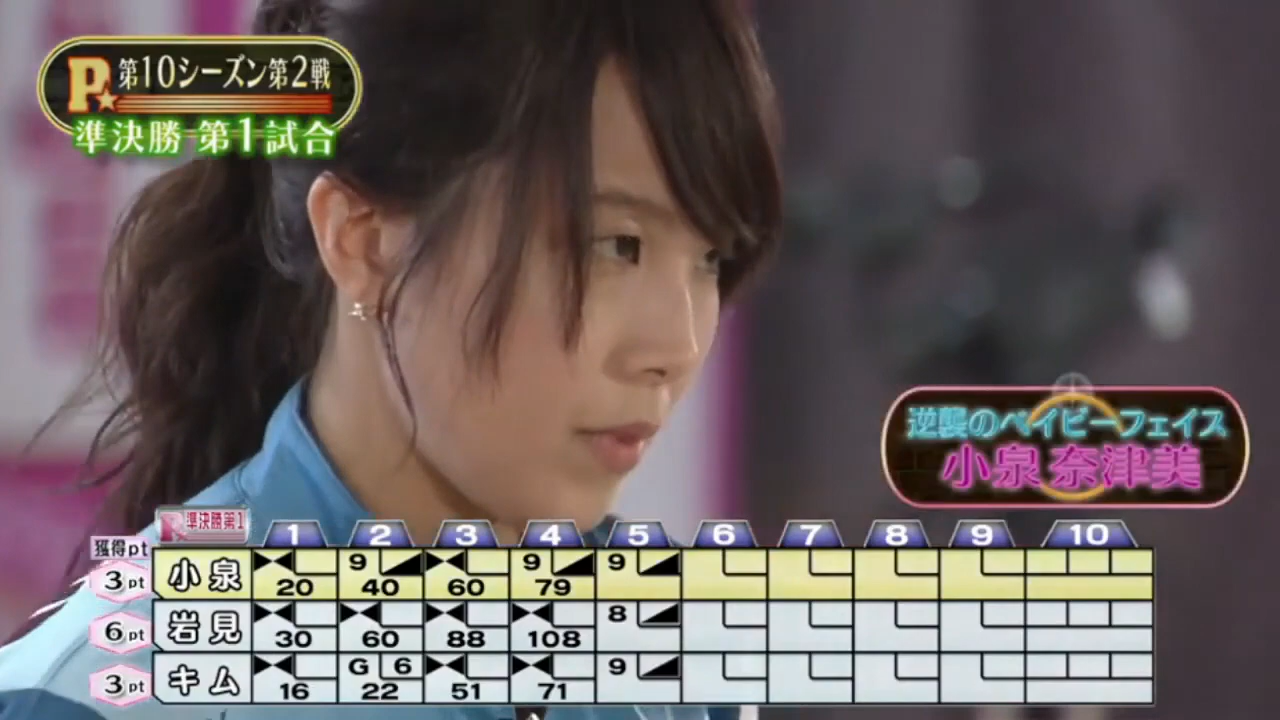 P★ 第10シーズン第2戦
準決勝 第1試合
逆襲のベイビーフェイス
小泉 奈津美
準決勝第1 1 2 3 4 5 6 7 8 9 10
獲得pt
3pt 小泉 9 9 9
20 40 60 79
6pt 岩見 8
30 60 88 108
3pt キム G 6 9
16 22 51 71